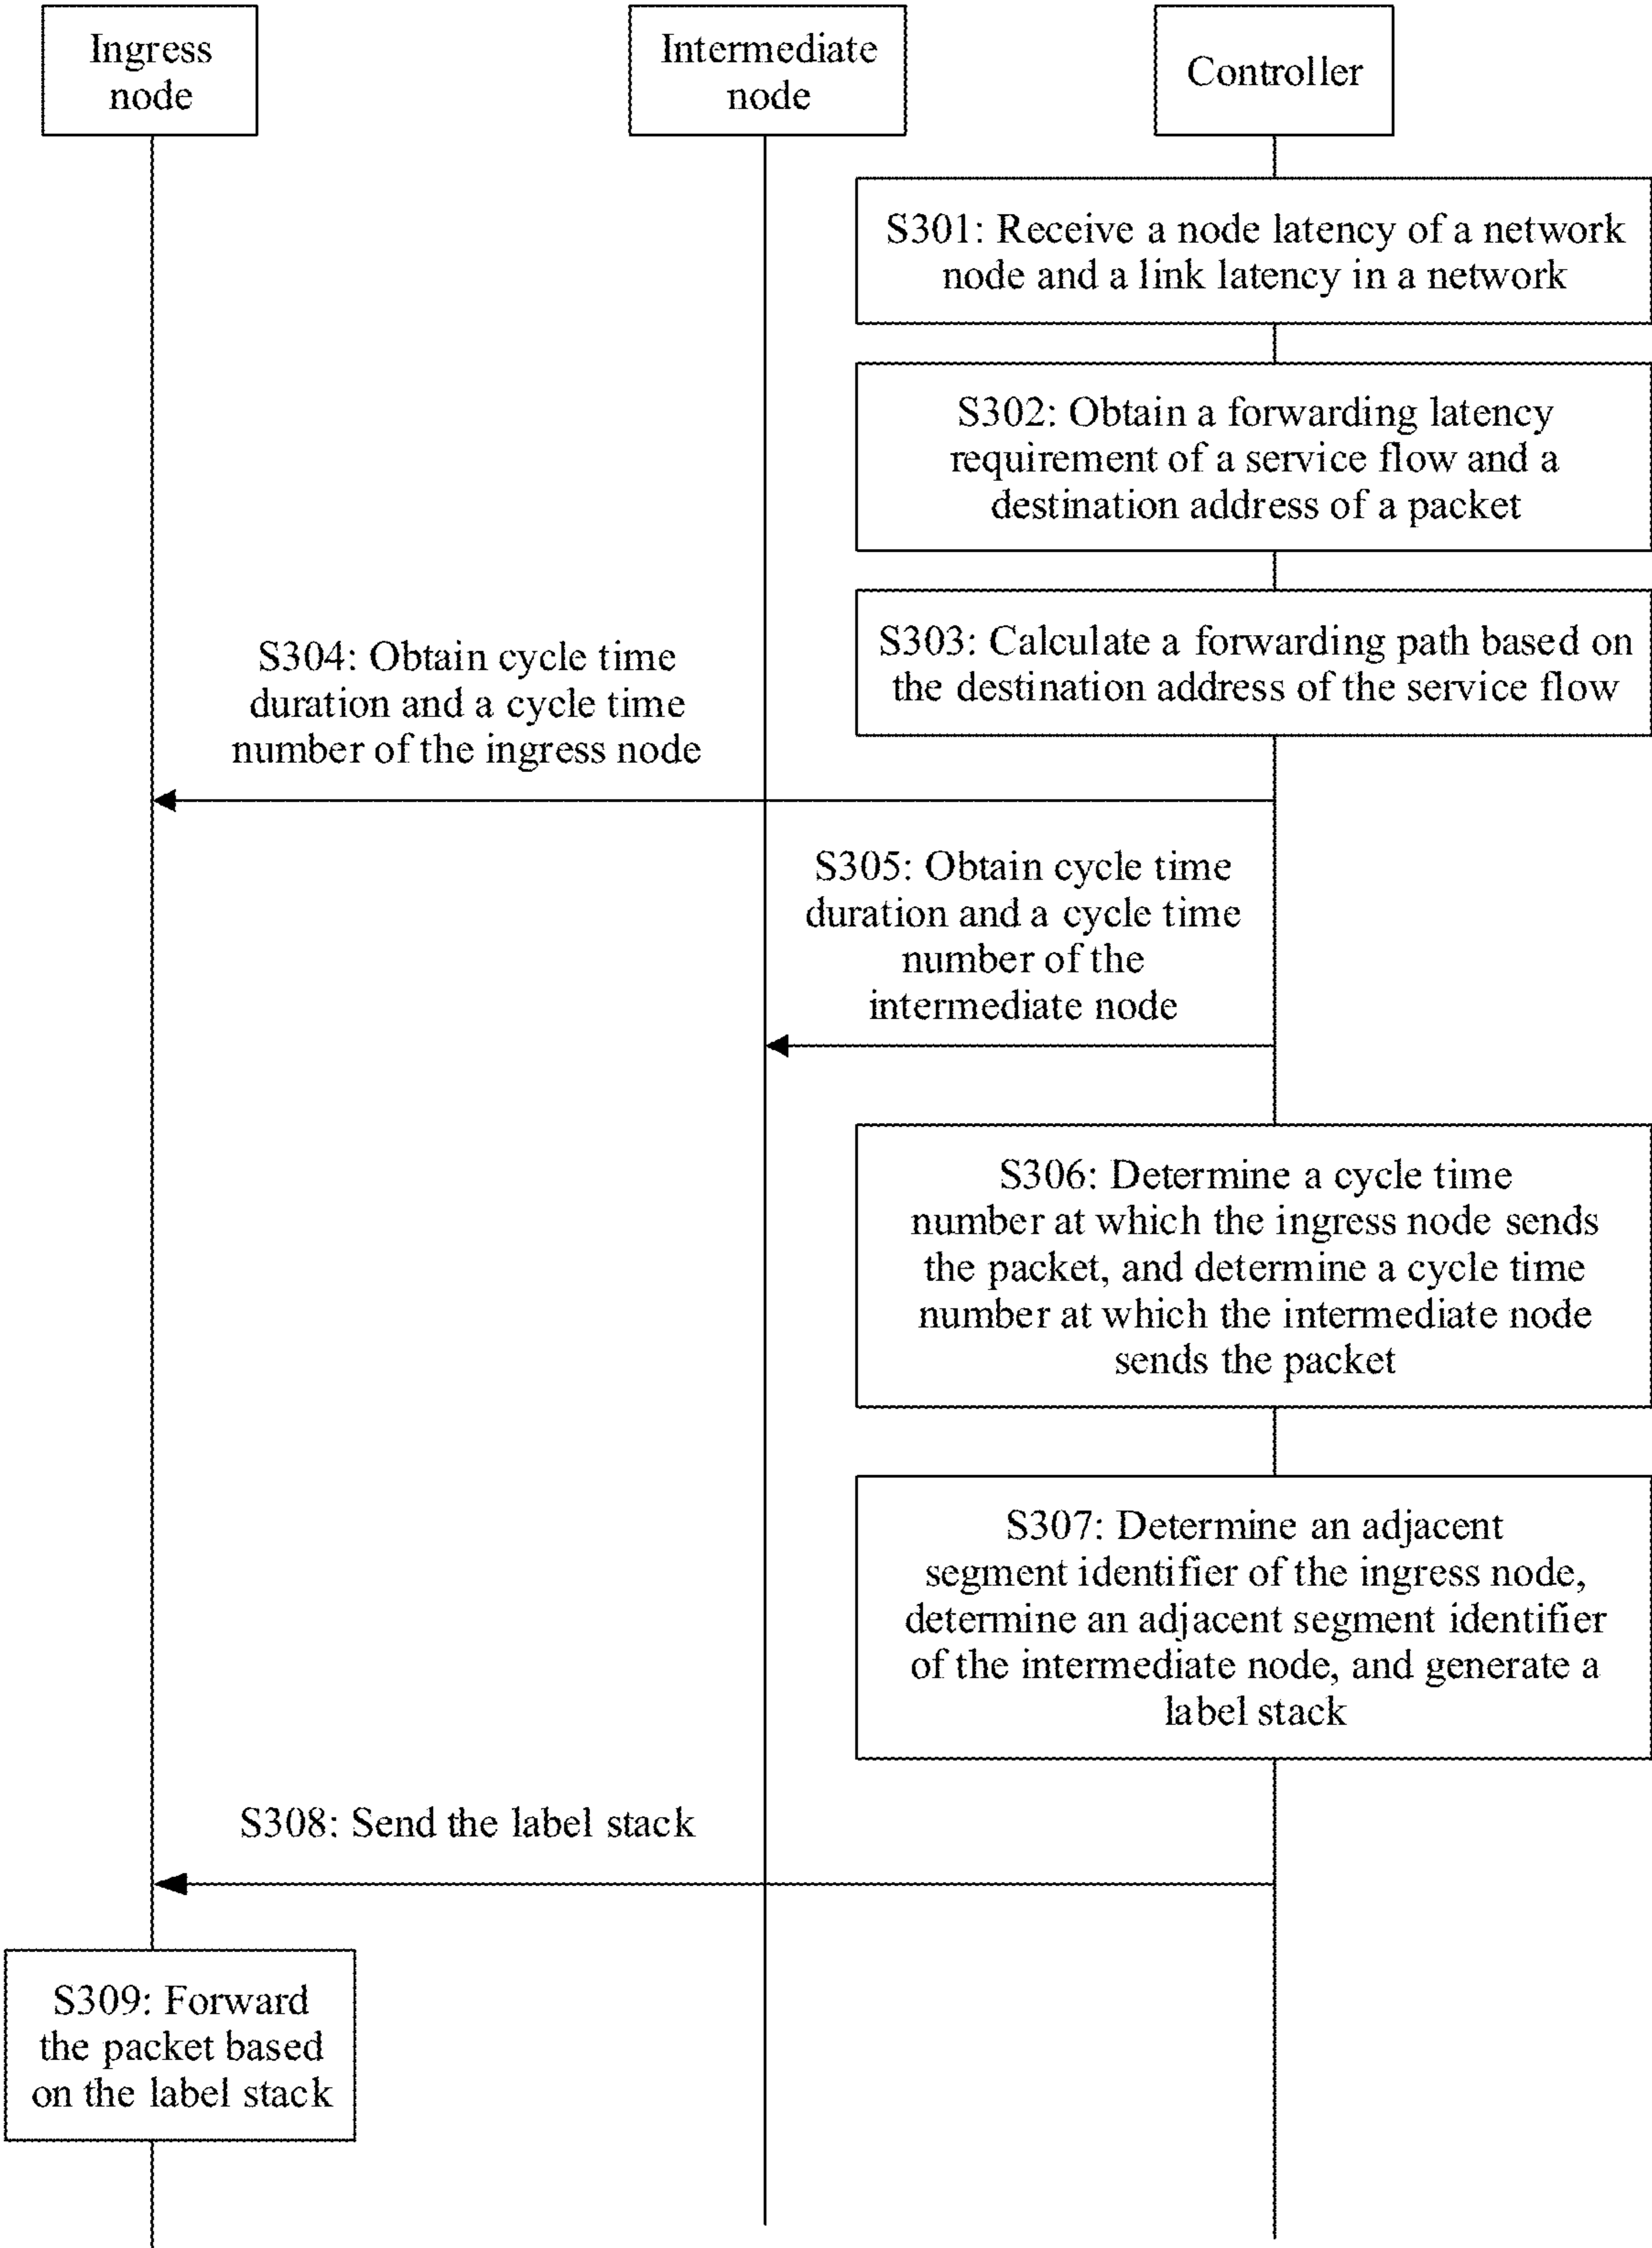 Ingress
node
Intermediate
node
Controller
S301: Receive a node latency of a network
node and a link latency in a network
S302: Obtain a forwarding latency
requirement of a service flow and a
destination address of a packet
S303: Calculate a forwarding path based on
the destination address of the service flow
S304: Obtain cycle time
duration and a cycle time
number of the ingress node
S305: Obtain cycle time
duration and a cycle time
number of the
intermediate node
S306: Determine a cycle time
number at which the ingress node sends
the packet, and determine a cycle time
number at which the intermediate node
sends the packet
S307: Determine an adjacent
segment identifier of the ingress node,
determine an adjacent segment identifier
of the intermediate node, and generate a
label stack
S308: Send the label stack
S309: Forward
the packet based
on the label stack